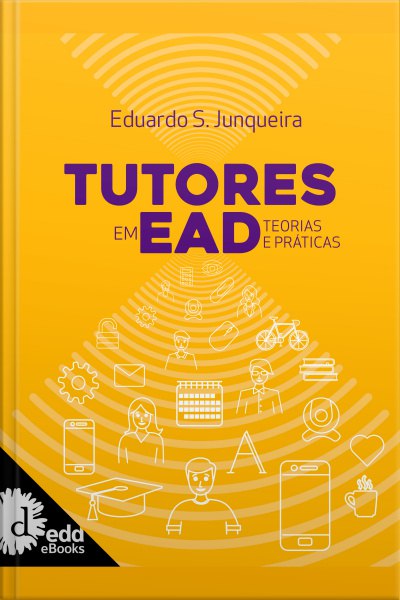 Eduardo S. Junqueira
TUTORES
EM EAD TEORIAS
E PRÁTICAS
A
d
eda
eBooks